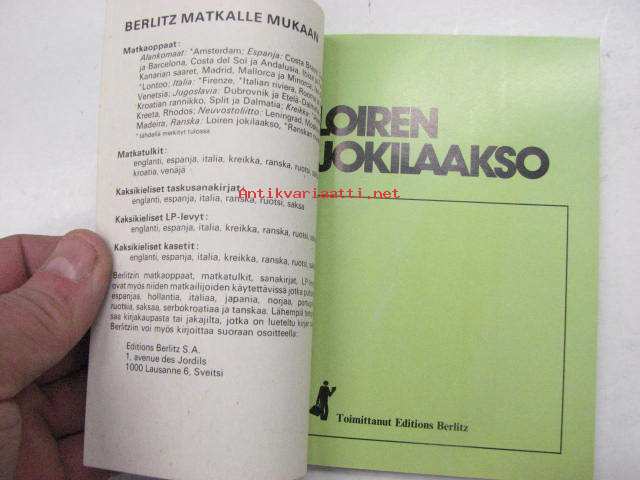 BERLITZ MATKALLE MUKAAN
Matkaoppaat:
Alankomaat: *Amsterdam; Espanja: Costa
ja Barcelona, Costa del Sol ja Andalusia,
Kanarian saaret, Madrid, Mallorca ja Minorca,
*Lontoo; Italia: *Firenze, *Italian riviera,
Venetsia; Jugoslavia: Dubrovnik ja Etelä-Dalmatia,
Kroatian rannikko, Split ja Dalmatia; Kreikka:
Kreeta, Rhodos; Neuvostoliitto: Leningrad,
Madeira, Ranska: Loiren jokilaakso, *Ranskan
* tähdellä merkityt tulossa
Matkatulkit:
englanti, espanja, italia, kreikka, ranska, ruotsi,
kroatia, venäjä
Kaksikieliset taskusanakirjat
englanti, espanja, italia, ranska, ruotsi, saksa
Kaksikieliset LP-levyt:
englanti, espanja, italia, kreikka, ranska, ruotsi,
Kaksikieliset kasetit:
englanti, espanja, italia, kreikka, ranska, ruotsi,
Berlitzin matkaoppaat, matkatulkit, sanakirjat,
ovat myös niiden matkailijoiden käytettävissä jotka
espanjaa, hollantia, italiaa, japania, norjaa,
ruotsia, saksaa, serbokroatiaa ja tanskaa. Lähempiä
saa kirjakaupasta tai jakajilta, jotka on lueteltu
Berlitziin voi myös kirjoittaa suoraan osoitteella:
Editions Berlitz S.A.
1, avenue des Jordils
1000 Lausanne 6, Sveitsi
LOIREN
JOKILAAKSO
Toimittanut Editions Berlitz
Antikvariaatti.net